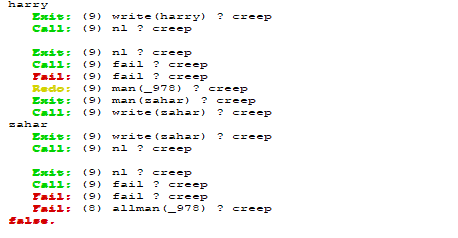 harry
Exit: (9) write(harry) ? creep
Call: (9) nl ? creep

Exit: (9) nl ? creep
Call: (9) fail ? creep
Fail: (9) fail ? creep
Redo: (9) man(_978) ? creep
Exit: (9) man(zahar) ? creep
Call: (9) write(zahar) ? creep
zahar
Exit: (9) write(zahar) ? creep
Call: (9) nl ? creep

Exit: (9) nl ? creep
Call: (9) fail ? creep
Fail: (9) fail ? creep
Fail: (8) allman(_978) ? creep
false.